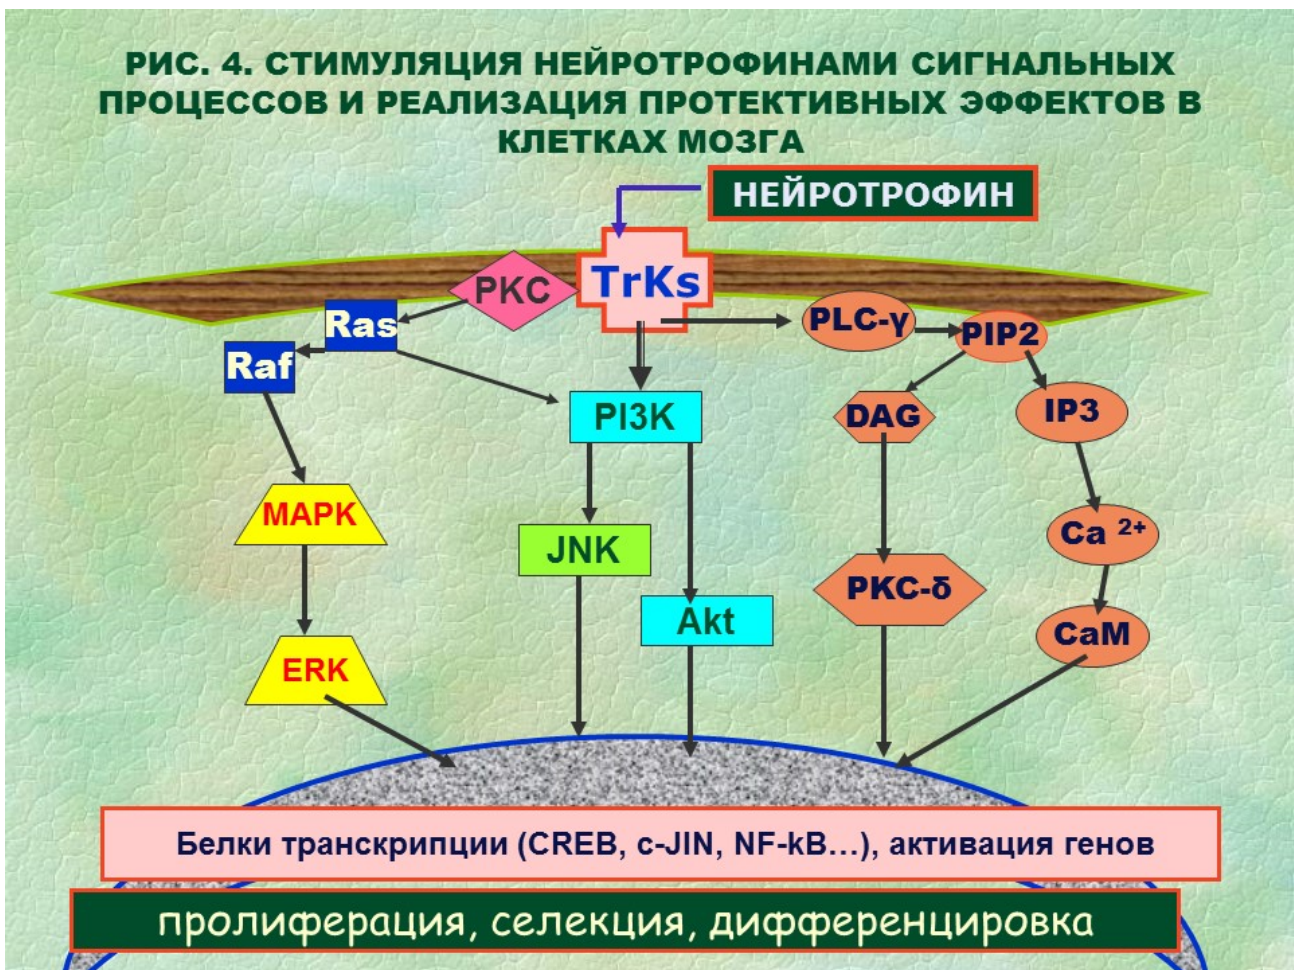 РИС. 4. СТИМУЛЯЦИЯ НЕЙРОТРОФИНАМИ СИГНАЛЬНЫХ
ПРОЦЕССОВ И РЕАЛИЗАЦИЯ ПРОТЕКТИВНЫХ ЭФФЕКТОВ В
КЛЕТКАХ МОЗГА
НЕЙРОТРОФИН
TrKs
PKC
Ras
Raf
PLC-γ
PIP2
PI3K
DAG
IP3
MAPK
JNK
Ca 2+
PKC-δ
Akt
CaM
ERK
Белки транскрипции (CREB, c-JIN, NF-kB...), активация генов
пролиферация, селекция, дифференцировка